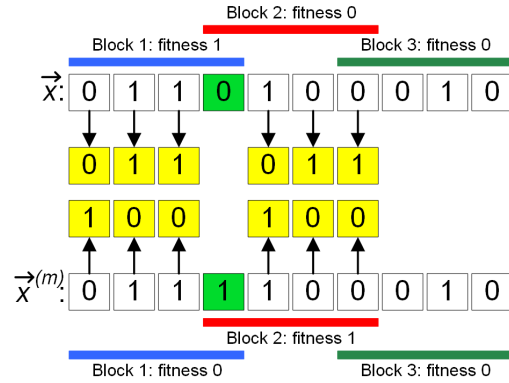 Block 2: fitness 0
Block 1: fitness 1 Block 3: fitness 0
x: 0 1 1 0 1 0 0 0 1 0
0 1 1 0 1 1
1 0 0 1 0 0
x(m): 0 1 1 1 1 0 0 0 1 0
Block 2: fitness 1
Block 1: fitness 0 Block 3: fitness 0